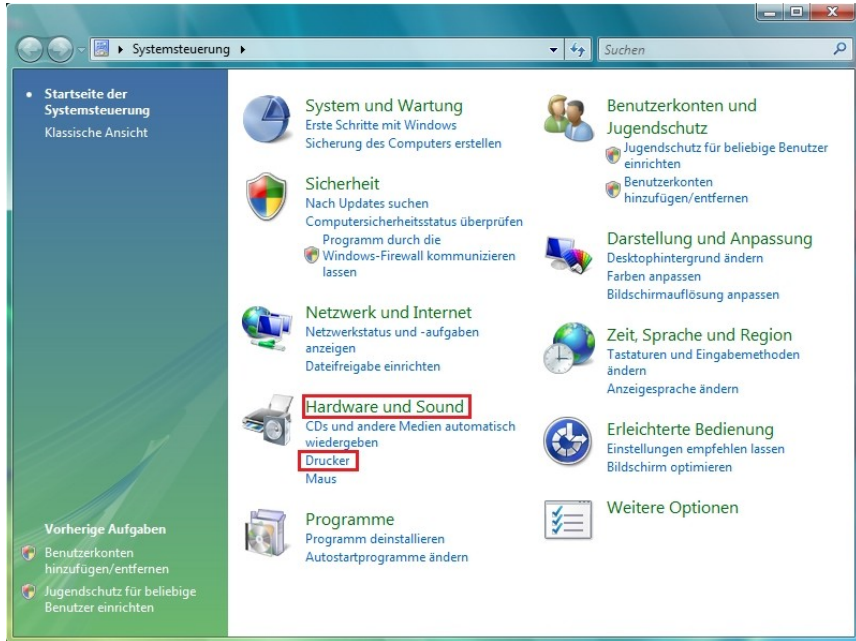 Systemsteuerung
Suchen
Startseite der
Systemsteuerung
Klassische Ansicht
Vorherige Aufgaben
Benutzerkonten
hinzufügen/entfernen
Jugendschutz für beliebige
Benutzer einrichten
System und Wartung
Erste Schritte mit Windows
Sicherung des Computers erstellen
Sicherheit
Nach Updates suchen
Computersicherheitsstatus überprüfen
Programm durch die
Windows-Firewall kommunizieren
lassen
Netzwerk und Internet
Netzwerkstatus und -aufgaben
anzeigen
Dateifreigabe einrichten
Hardware und Sound
CDs und andere Medien automatisch
wiedergeben
Drucker
Maus
Programme
Programm deinstallieren
Autostartprogramme ändern
Benutzerkonten und
Jugendschutz
Jugendschutz für beliebige Benutzer
einrichten
Benutzerkonten
hinzufügen/entfernen
Darstellung und Anpassung
Desktophintergrund ändern
Farben anpassen
Bildschirmauflösung anpassen
Zeit, Sprache und Region
Tastaturen und Eingabemethoden
ändern
Anzeigesprache ändern
Erleichterte Bedienung
Einstellungen empfehlen lassen
Bildschirm optimieren
Weitere Optionen